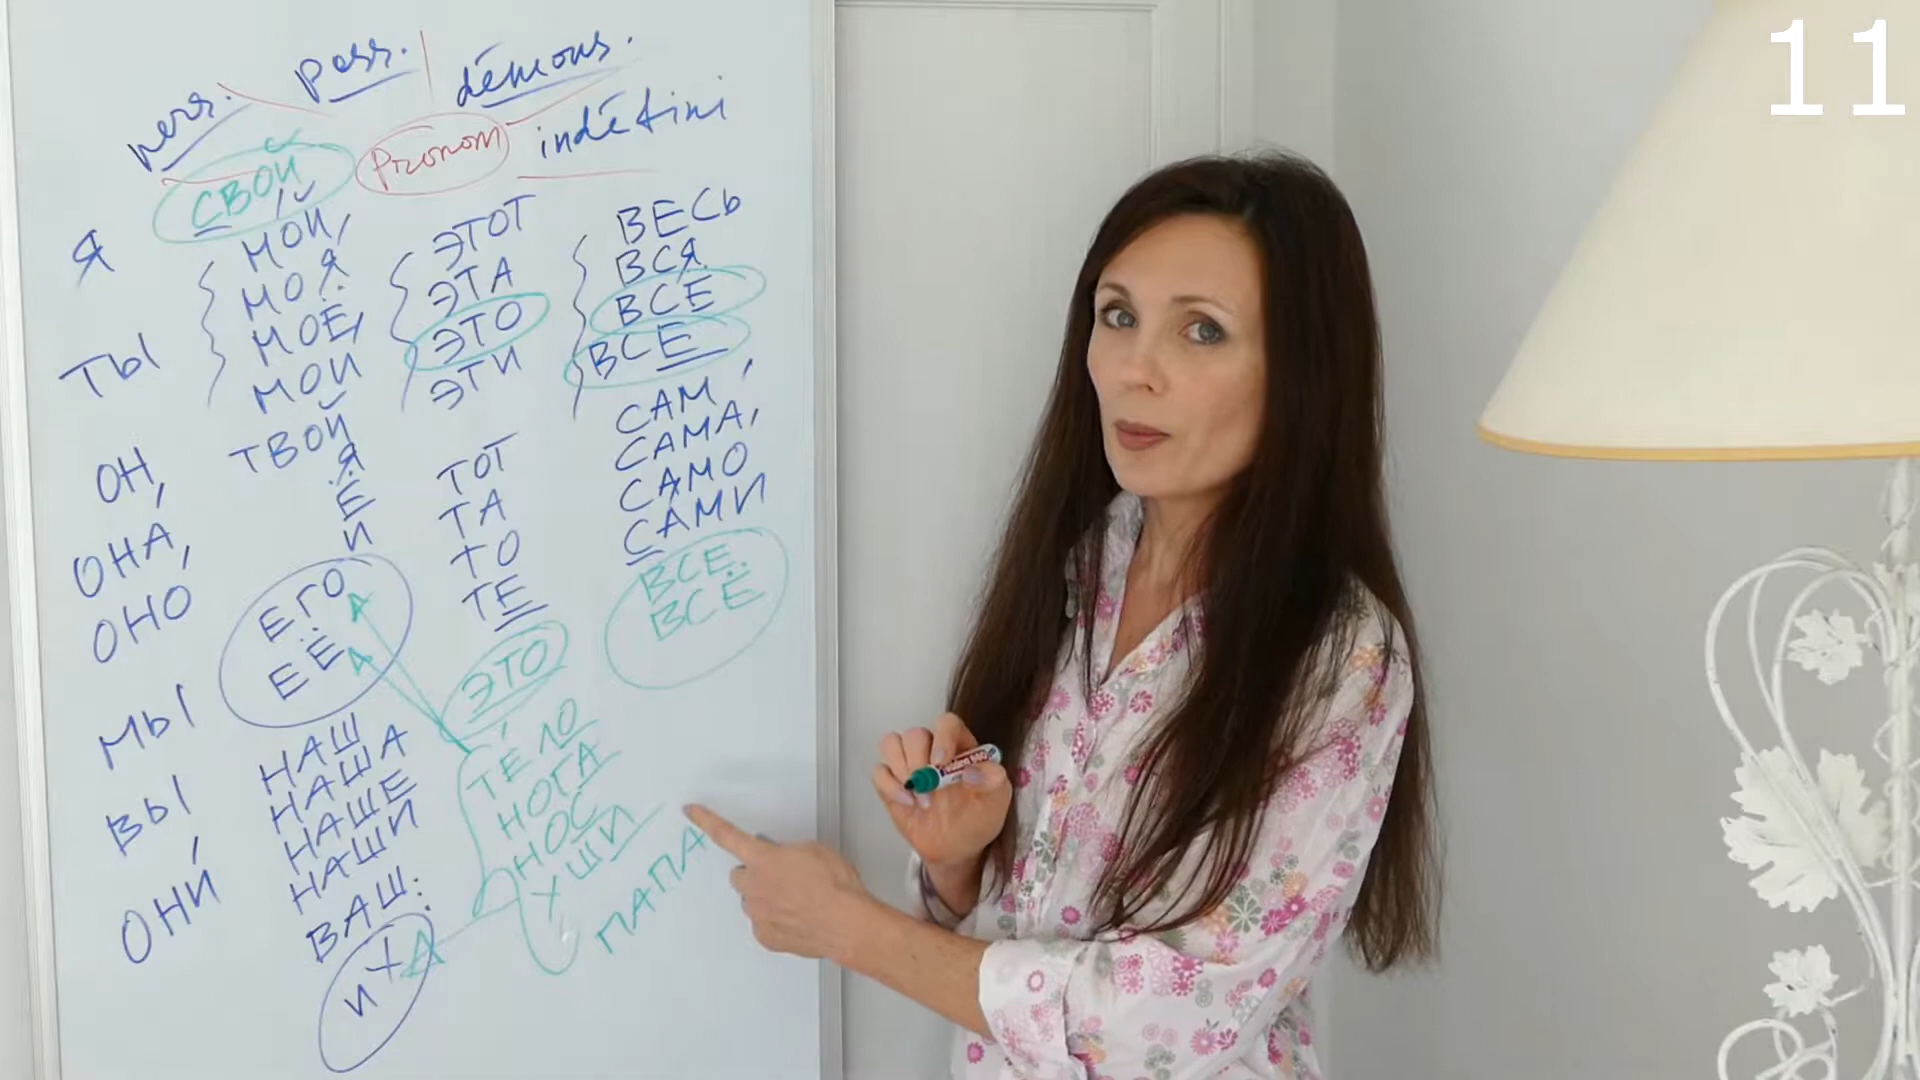 11
pers. poss. démons.
Pronom indéfini
СВОЙ
Я
ТЫ
ОН,
ОНА,
ОНО
МЫ
ВЫ
ОНИ
МОЙ,
МОЯ
МОЁ,
МОИ
ТВОЙ
Я
Ё
И
ЕГО
ЕЁ
НАШ
НАША
НАШЕ
НАШИ
ВАШ:
ИХ
ЭТОТ
ЭТА
ЭТО
ЭТИ
ТОТ
ТА
ТО
ТЕ
ЭТО
ТЕЛО
НОГА
НОС
УШИ
ПАПА
ВЕСЬ
ВСЯ
ВСЕ
ВСЕ
САМ,
САМА,
САМО
САМИ
ВСЕ
ВСЁ